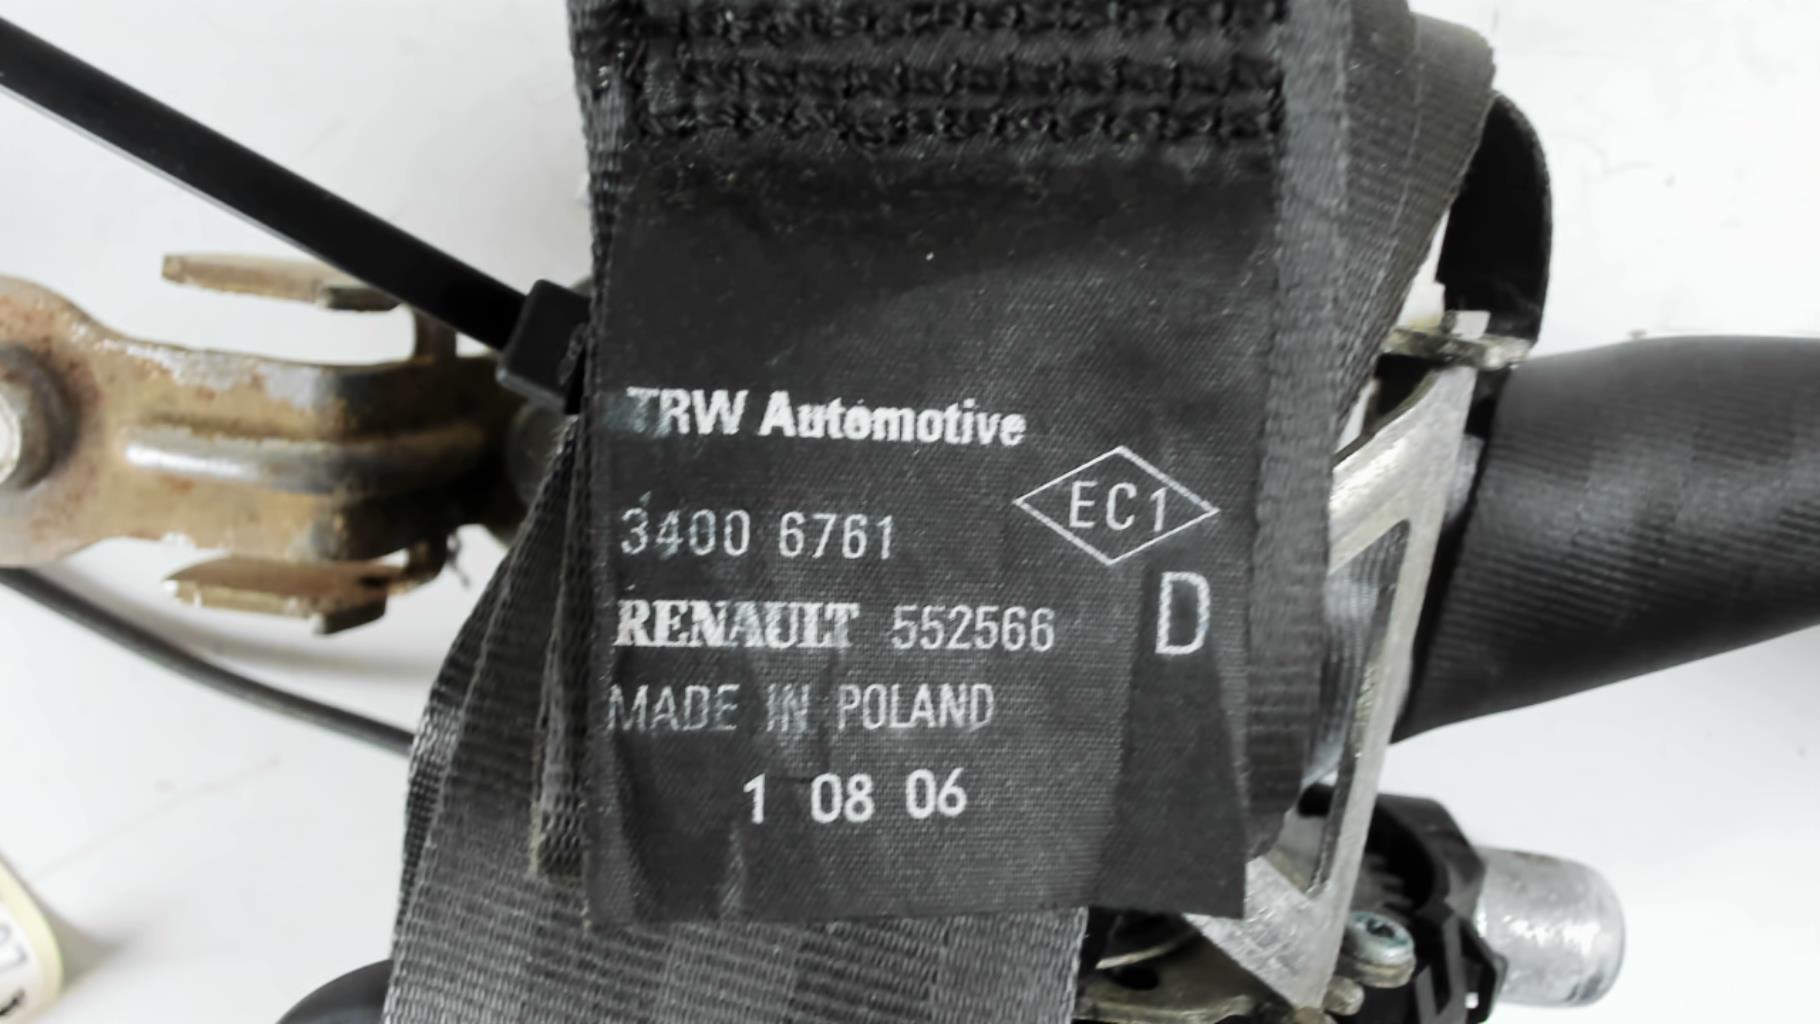 TRW Automotive
3400 6761
EC1
RENAULT 552566
D
MADE IN POLAND
1 08 06